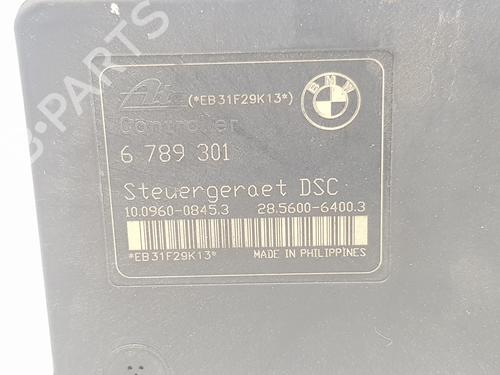 B-PARTS
Ate (*EB31F29K13*)
BMW
Controller
6 789 301
Steuergeraet DSC
10.0960-0845.3 28.5600-6400.3
*EB31F29K13* MADE IN PHILIPPINES